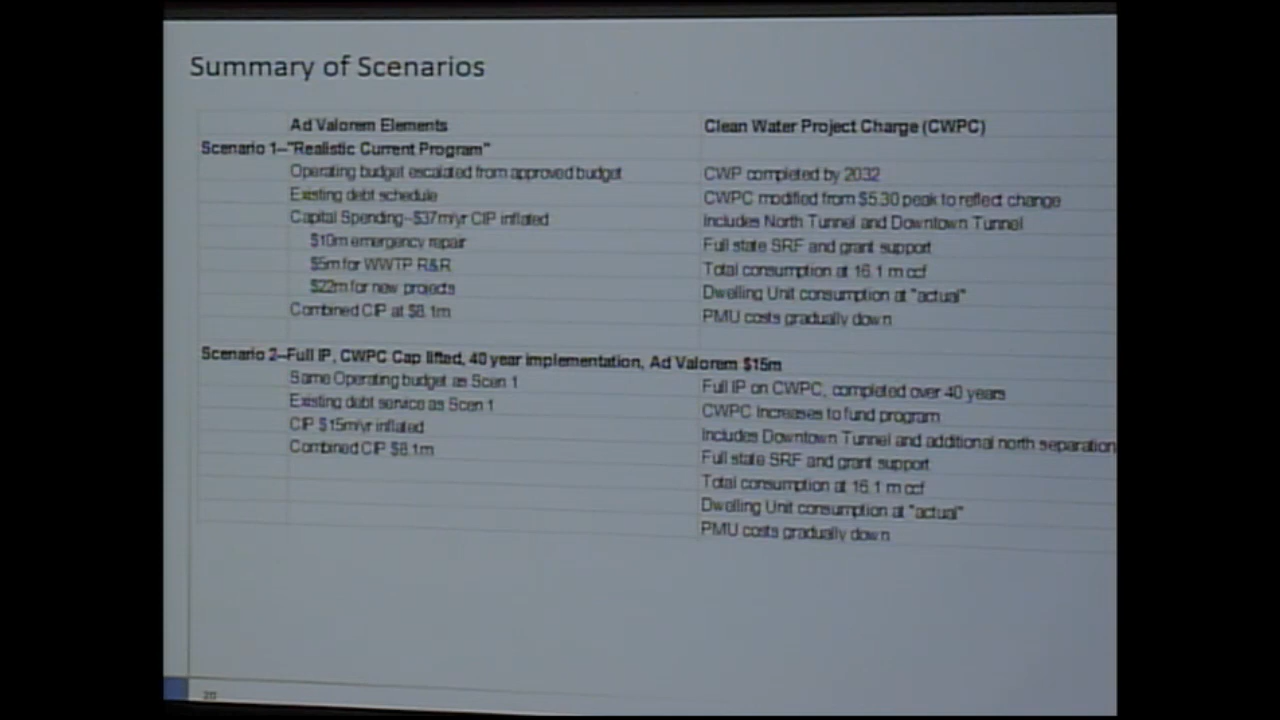 Summary of Scenarios
Ad Valorem Elements Clean Water Project Charge (CWPC)
Scenario 1--"Realistic Current Program"
Operating budget escalated from approved budget CWP completed by 2032
Existing debt schedule CWPC modified from $5.30 peak to reflect change
Capital Spending--$37m/yr CIP inflated Includes North Tunnel and Downtown Tunnel
$10m emergency repair Full state SRF and grant support
$5m for WWTP R&R Total consumption at 16.1 m ccf
$22m for new projects Dwelling Unit consumption at "actual"
Combined CIP at $8.1m PMU costs gradually down
Scenario 2--Full IP, CWPC Cap lifted, 40 year implementation, Ad Valorem $15m
Same Operating budget as Scen 1 Full IP on CWPC, completed over 40 years
Existing debt service as Scen 1 CWPC Increases to fund program
CIP $15m/yr inflated Includes Downtown Tunnel and additional north separation
Combined CIP $8.1m Full state SRF and grant support
Total consumption at 16.1 m ccf
Dwelling Unit consumption at "actual"
PMU costs gradually down
20